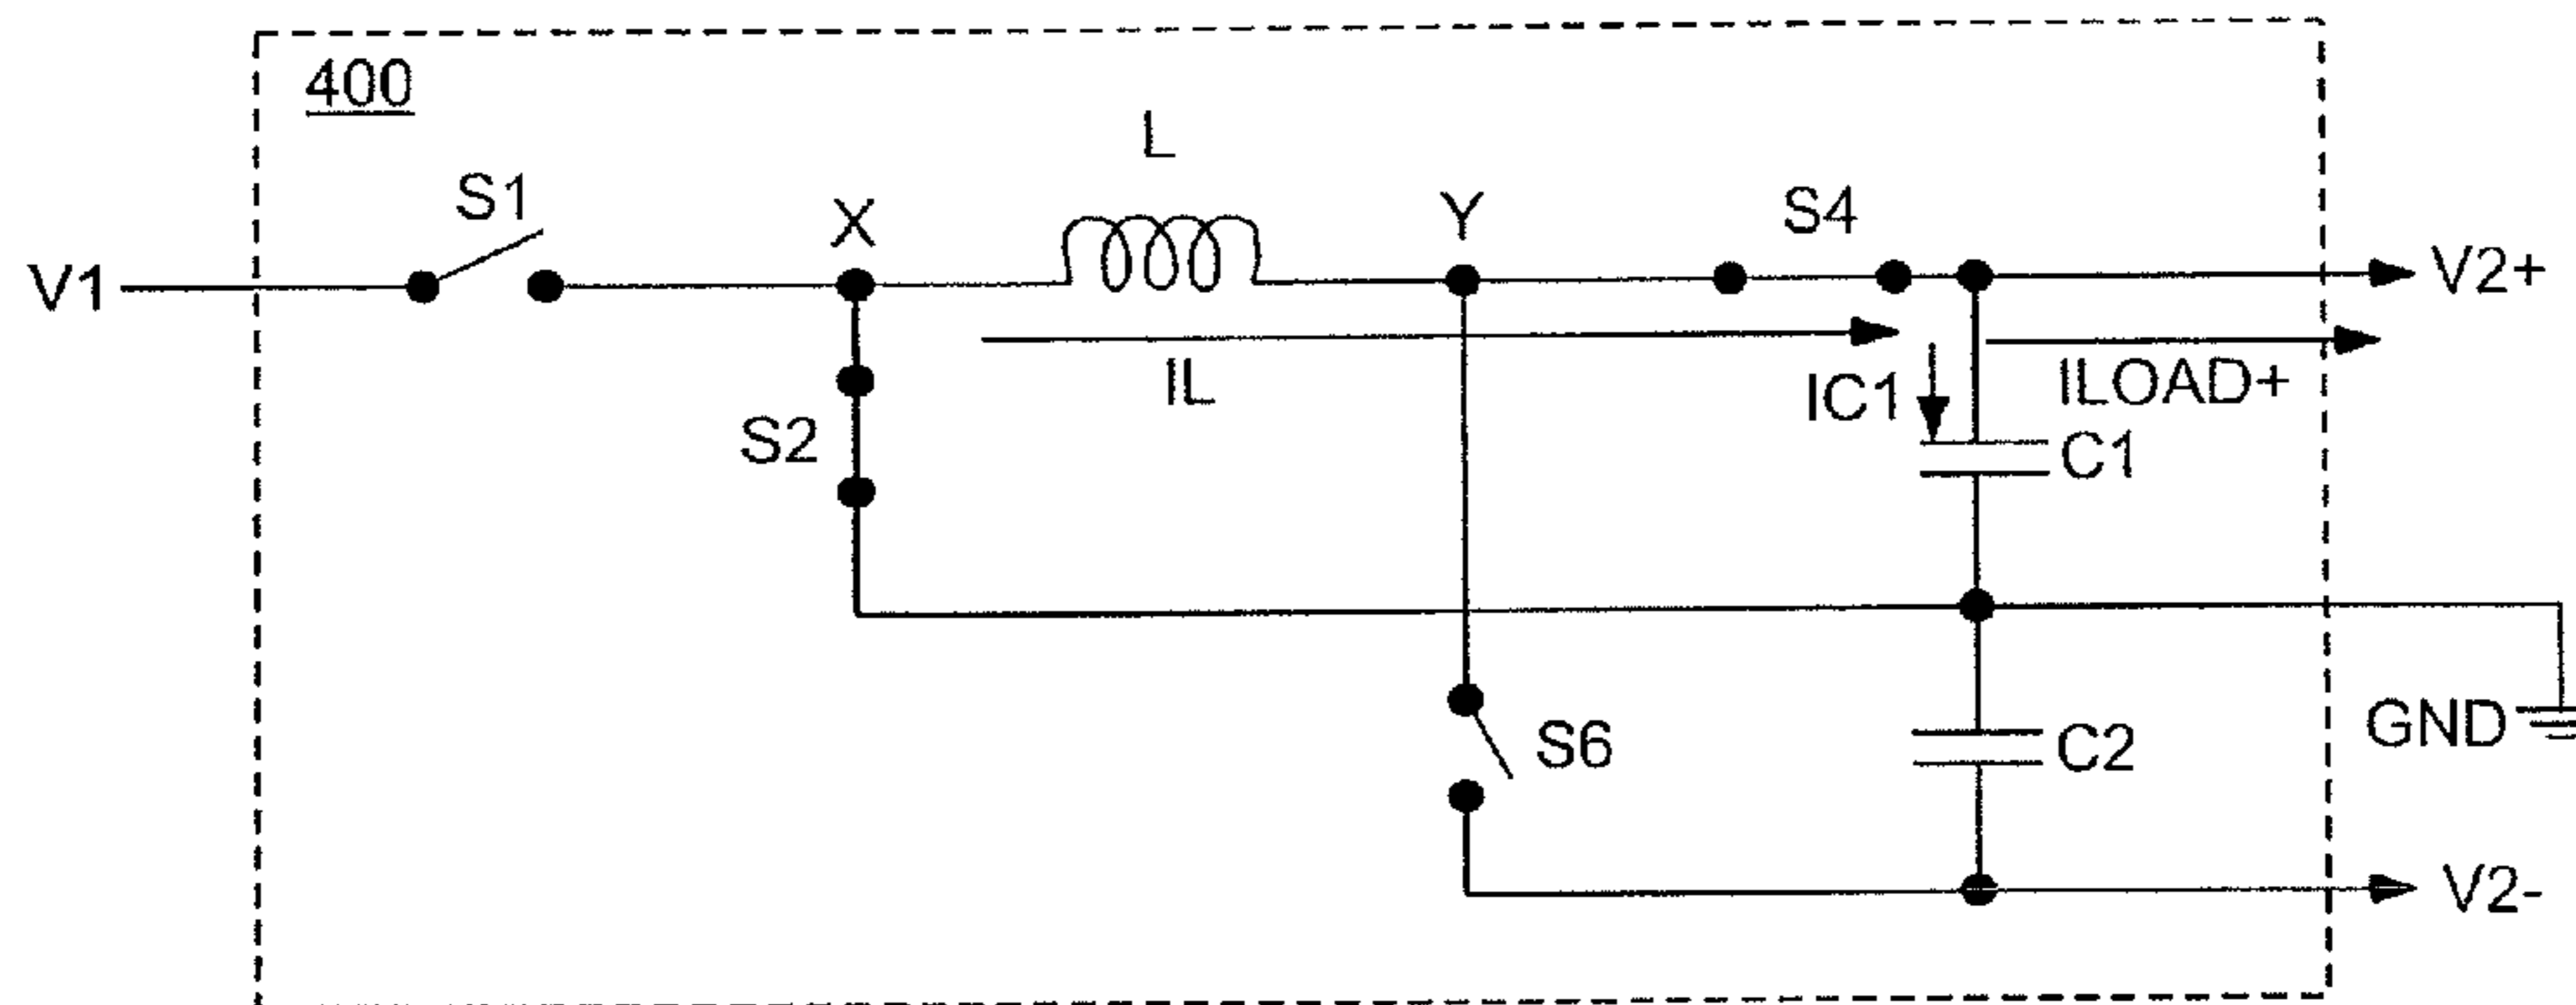 400
L
S1
X
Y
S4
V1
V2+
IL
IC1
ILOAD+
S2
C1
S6
C2
GND
V2-